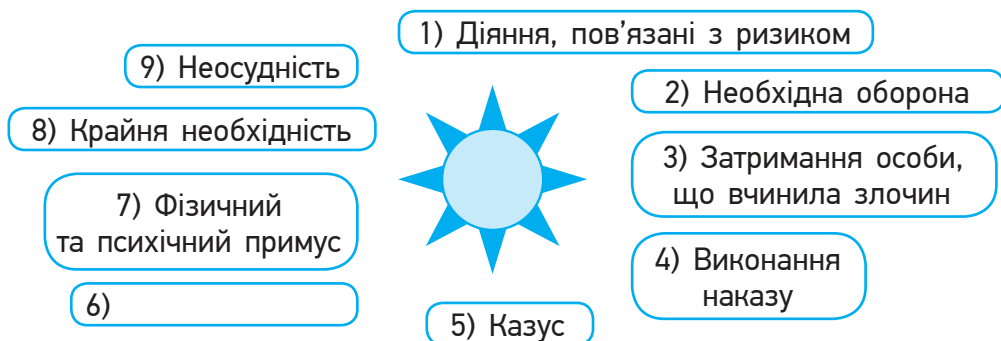 1) Діяння, пов’язані з ризиком
2) Необхідна оборона
3) Затримання особи,
що вчинила злочин
4) Виконання
наказу
5) Казус
6)
7) Фізичний
та психічний примус
8) Крайня необхідність
9) Неосудність